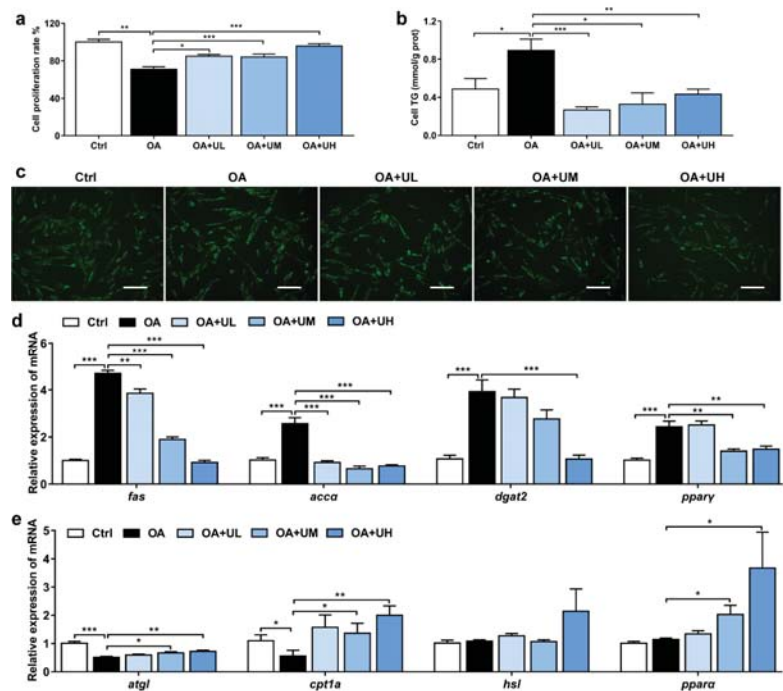 a
Cell proliferation rate %
120
80
40
0
** *** *** *
Ctrl OA OA+UL OA+UM OA+UH
b
Cell TG (mmol/g prot)
1.2
0.8
0.4
0.0
* ** * ***
Ctrl OA OA+UL OA+UM OA+UH
c
Ctrl OA OA+UL OA+UM OA+UH
d
Ctrl OA OA+UL OA+UM OA+UH
Relative expression of mRNA
6
4
2
0
*** *** *** **
*** *** *** ***
*** ***
*** ** **
fas accα dgat2 pparγ
e
Ctrl OA OA+UL OA+UM OA+UH
Relative expression of mRNA
5
4
3
2
1
0
*** ** *
* ** *
* *
atgl cpt1a hsl pparα